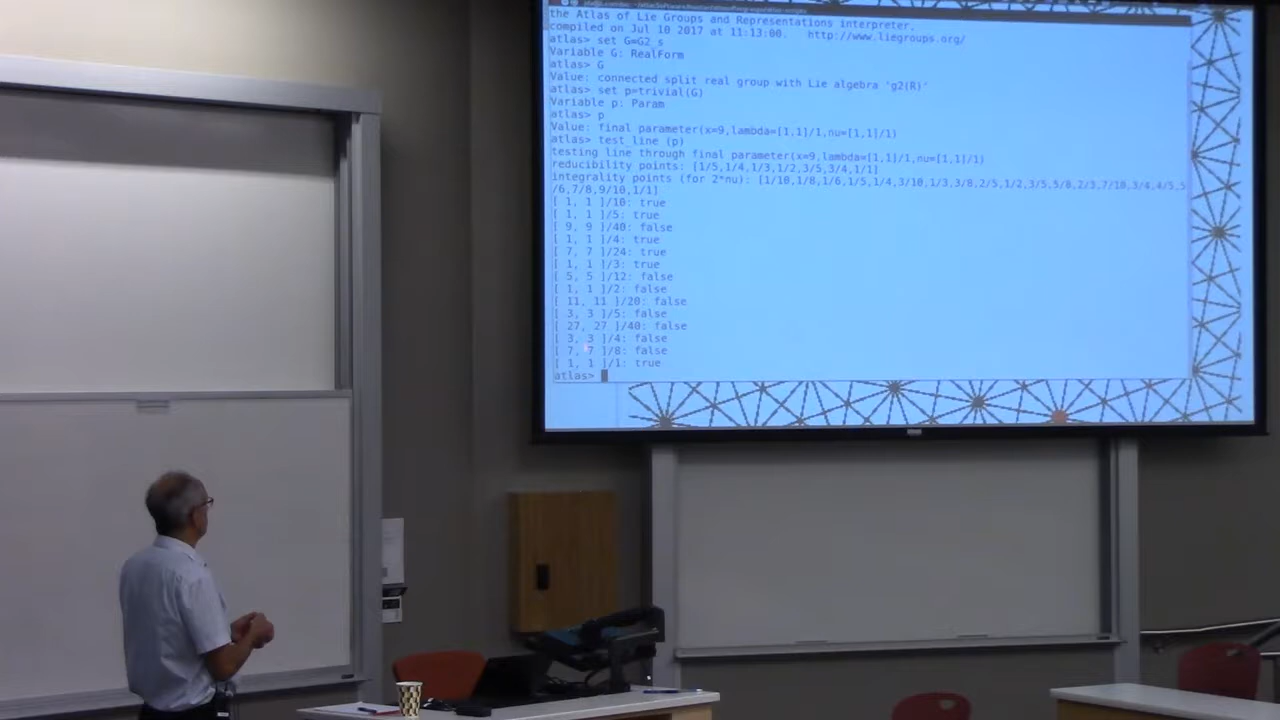 the Atlas of Lie Groups and Representations interpreter,
compiled on Jul 10 2017 at 11:13:00. http://www.liegroups.org/
atlas> set G=G2_s
Variable G: RealForm
atlas> G
Value: connected split real group with Lie algebra 'g2(R)'
atlas> set p=trivial(G)
Variable p: Param
atlas> p
Value: final parameter(x=9,lambda=[1,1]/1,nu=[1,1]/1)
atlas> test_line (p)
testing line through final parameter(x=9,lambda=[1,1]/1,nu=[1,1]/1)
reducibility points: [1/5,1/4,1/3,1/2,3/5,3/4,1/1]
integrality points (for 2*nu): [1/10,1/8,1/6,1/5,1/4,3/10,1/3,3/8,2/5,1/2,3/5,5/8,2/3,7/10,3/4,4/5,5
/6,7/8,9/10,1/1]
[ 1, 1 ]/10: true
[ 1, 1 ]/5: true
[ 9, 9 ]/40: false
[ 1, 1 ]/4: true
[ 7, 7 ]/24: true
[ 1, 1 ]/3: true
[ 5, 5 ]/12: false
[ 1, 1 ]/2: false
[ 11, 11 ]/20: false
[ 3, 3 ]/5: false
[ 27, 27 ]/40: false
[ 3, 3 ]/4: false
[ 7, 7 ]/8: false
[ 1, 1 ]/1: true
atlas>